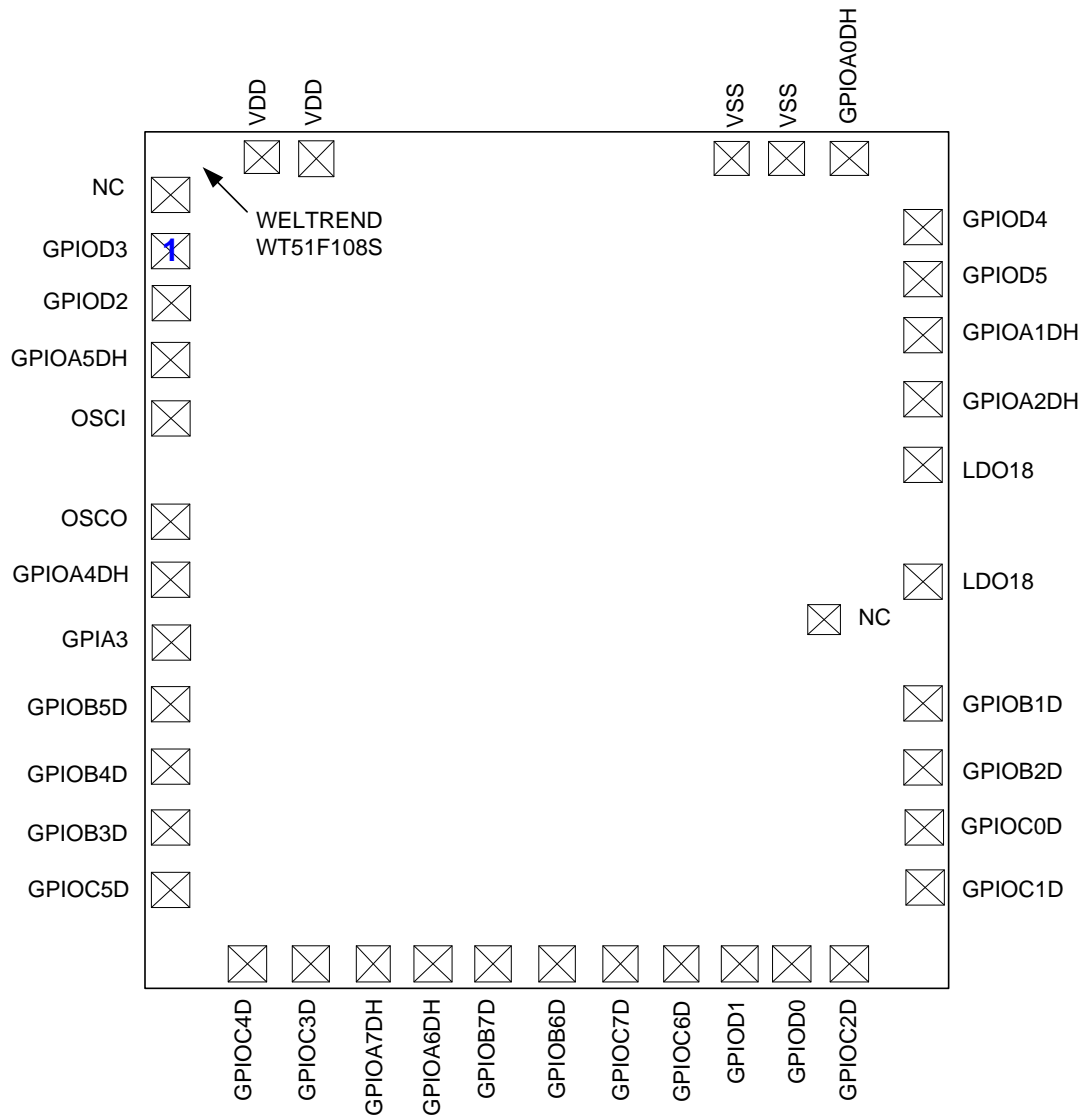 VDD
VDD
VSS
VSS
GPIOA0DH
WELTREND
WT51F108S
NC
GPIOD3
1
GPIOD2
GPIOA5DH
OSCI
OSCO
GPIOA4DH
GPIA3
GPIOB5D
GPIOB4D
GPIOB3D
GPIOC5D
GPIOD4
GPIOD5
GPIOA1DH
GPIOA2DH
LDO18
LDO18
NC
GPIOB1D
GPIOB2D
GPIOC0D
GPIOC1D
GPIOC4D
GPIOC3D
GPIOA7DH
GPIOA6DH
GPIOB7D
GPIOB6D
GPIOC7D
GPIOC6D
GPIOD1
GPIOD0
GPIOC2D